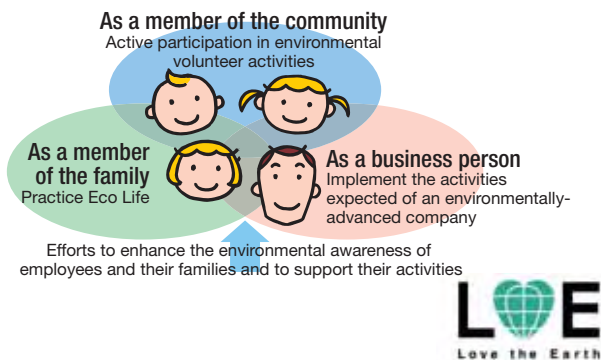 As a member of the community
Active participation in environmental
volunteer activities
As a member
of the family
Practice Eco Life
As a business person
Implement the activities
expected of an environmentally-
advanced company
Efforts to enhance the environmental awareness of
employees and their families and to support their activities
L VE
Love the Earth